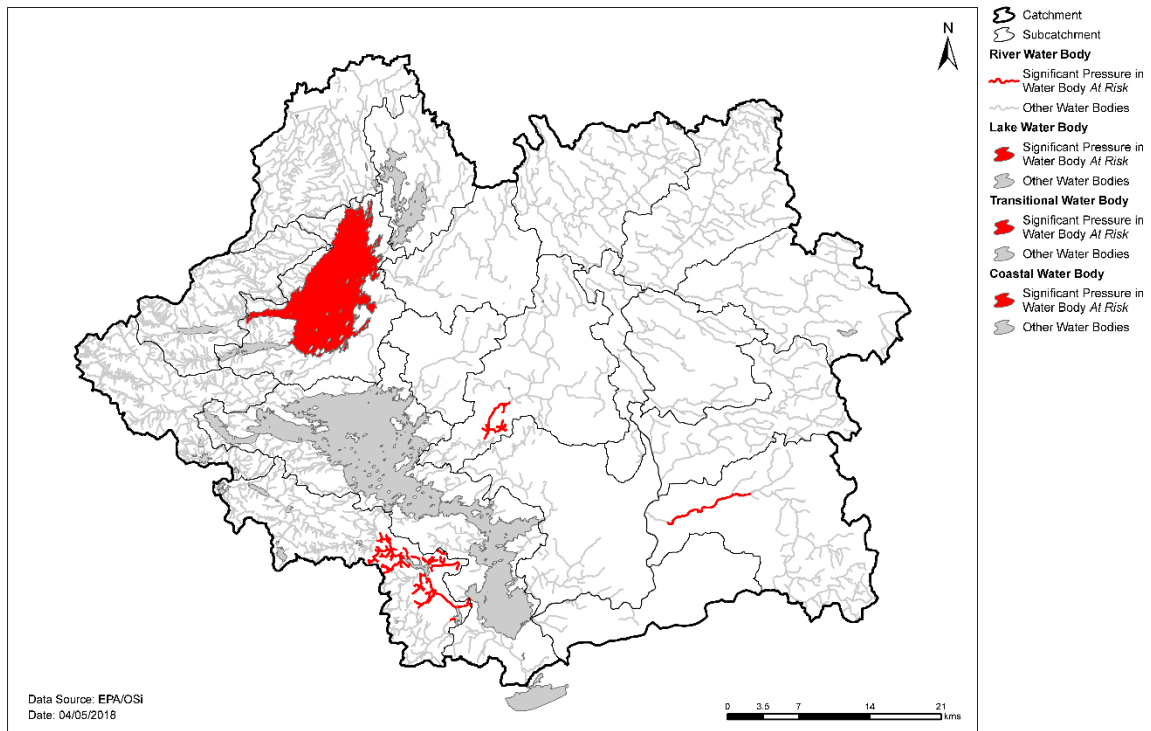 N
Catchment
Subcatchment
River Water Body
Significant Pressure in
Water Body At Risk
Other Water Bodies
Lake Water Body
Significant Pressure in
Water Body At Risk
Other Water Bodies
Transitional Water Body
Significant Pressure in
Water Body At Risk
Other Water Bodies
Coastal Water Body
Significant Pressure in
Water Body At Risk
Other Water Bodies
Data Source: EPA/OSi
Date: 04/05/2018
0 3.5 7 14 21
kms